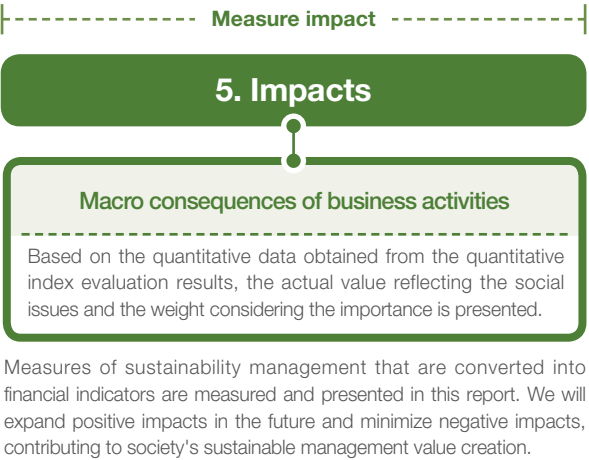 Measure impact
5. Impacts
Macro consequences of business activities
Based on the quantitative data obtained from the quantitative
index evaluation results, the actual value reflecting the social
issues and the weight considering the importance is presented.
Measures of sustainability management that are converted into
financial indicators are measured and presented in this report. We will
expand positive impacts in the future and minimize negative impacts,
contributing to society's sustainable management value creation.